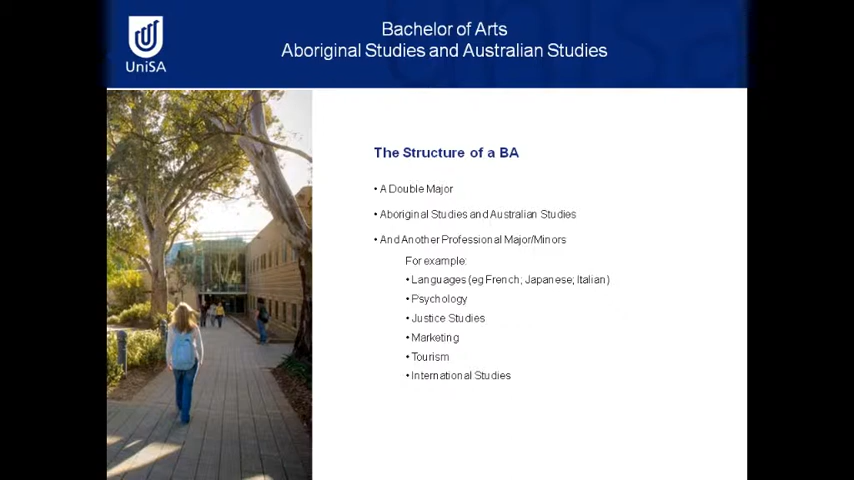 UniSA
Bachelor of Arts
Aboriginal Studies and Australian Studies
The Structure of a BA
• A Double Major
• Aboriginal Studies and Australian Studies
• And Another Professional Major/Minors
For example:
• Languages (eg French; Japanese; Italian)
• Psychology
• Justice Studies
• Marketing
• Tourism
• International Studies